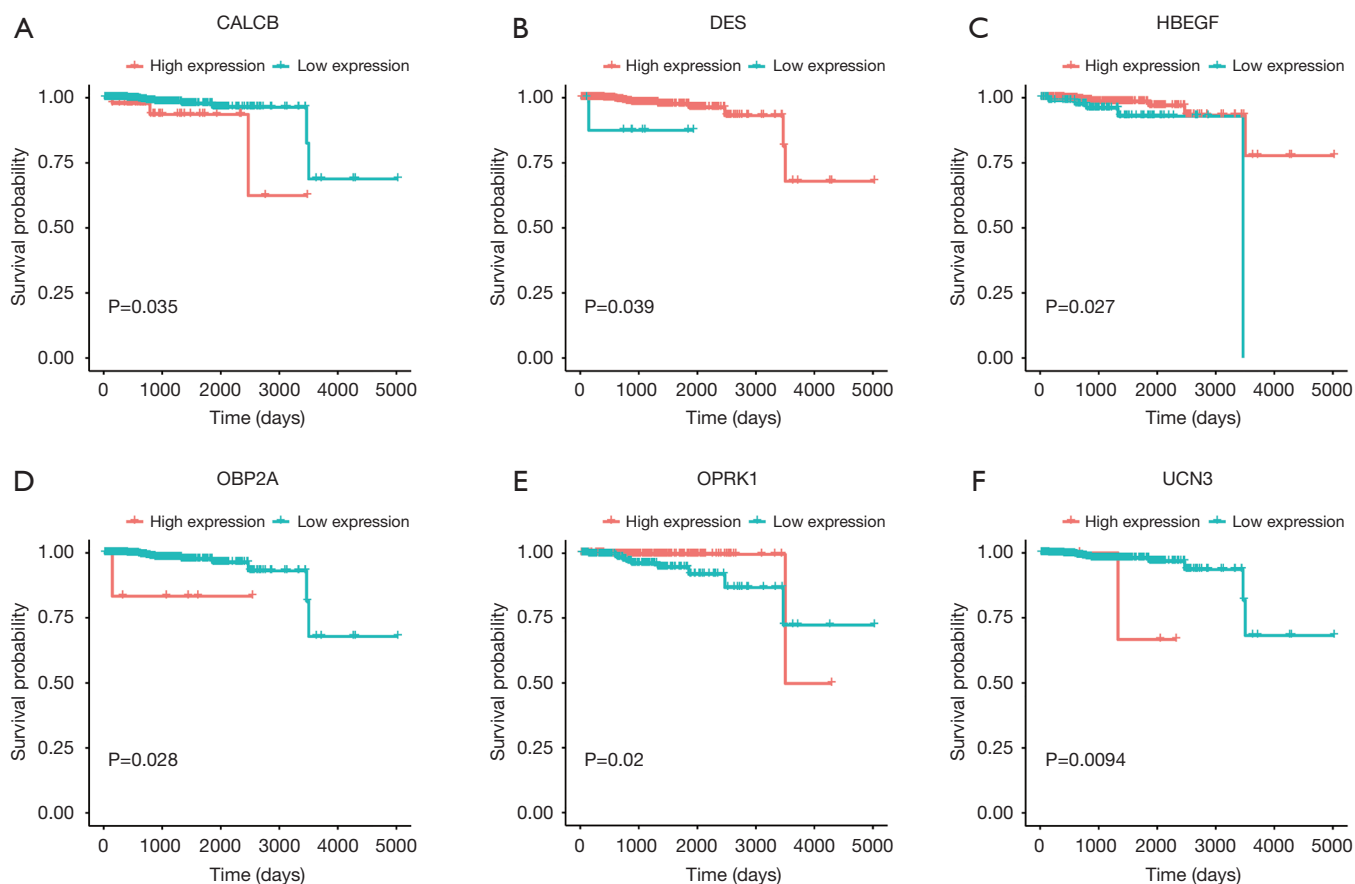 A
CALCB
High expression Low expression
Survival probability
1.00
0.75
0.50
0.25
0.00
P=0.035
0 1000 2000 3000 4000 5000
Time (days)
B
DES
High expression Low expression
Survival probability
1.00
0.75
0.50
0.25
0.00
P=0.039
0 1000 2000 3000 4000 5000
Time (days)
C
HBEGF
High expression Low expression
Survival probability
1.00
0.75
0.50
0.25
0.00
P=0.027
0 1000 2000 3000 4000 5000
Time (days)
D
OBP2A
High expression Low expression
Survival probability
1.00
0.75
0.50
0.25
0.00
P=0.028
0 1000 2000 3000 4000 5000
Time (days)
E
OPRK1
High expression Low expression
Survival probability
1.00
0.75
0.50
0.25
0.00
P=0.02
0 1000 2000 3000 4000 5000
Time (days)
F
UCN3
High expression Low expression
Survival probability
1.00
0.75
0.50
0.25
0.00
P=0.0094
0 1000 2000 3000 4000 5000
Time (days)